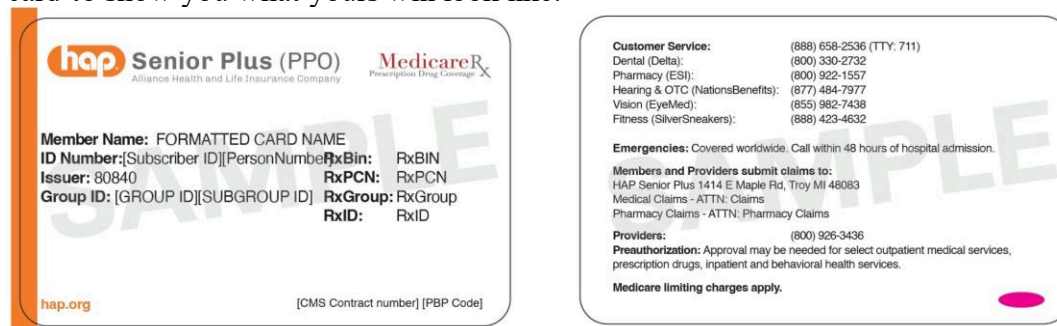 card to show you what yours will look like.
hap Senior Plus (PPO)
Alliance Health and Life Insurance Company
MedicareRx
Prescription Drug Coverage
SAMPLE
Member Name: FORMATTED CARD NAME
ID Number:[Subscriber ID][PersonNumber] RxBin: RxBIN
Issuer: 80840 RxPCN: RxPCN
Group ID: [GROUP ID][SUBGROUP ID] RxGroup: RxGroup
RxID: RxID
hap.org [CMS Contract number] [PBP Code]
Customer Service: (888) 658-2536 (TTY: 711)
Dental (Delta): (800) 330-2732
Pharmacy (ESI): (800) 922-1557
Hearing & OTC (NationsBenefits): (877) 484-7977
Vision (EyeMed): (855) 982-7438
Fitness (SilverSneakers): (888) 423-4632
SAMPLE
Emergencies: Covered worldwide. Call within 48 hours of hospital admission.
Members and Providers submit claims to:
HAP Senior Plus 1414 E Maple Rd, Troy MI 48083
Medical Claims - ATTN: Claims
Pharmacy Claims - ATTN: Pharmacy Claims
Providers: (800) 926-3436
Preauthorization: Approval may be needed for select outpatient medical services,
prescription drugs, inpatient and behavioral health services.
Medicare limiting charges apply.